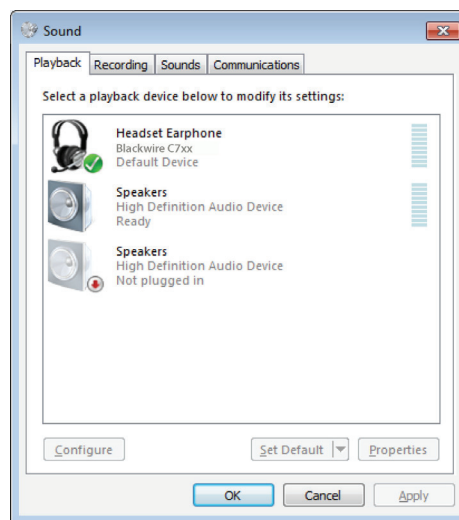 Sound
Playback Recording Sounds Communications
Select a playback device below to modify its settings:
Headset Earphone
Blackwire C7xx
Default Device
Speakers
High Definition Audio Device
Ready
Speakers
High Definition Audio Device
Not plugged in
Configure Set Default Properties
OK Cancel Apply